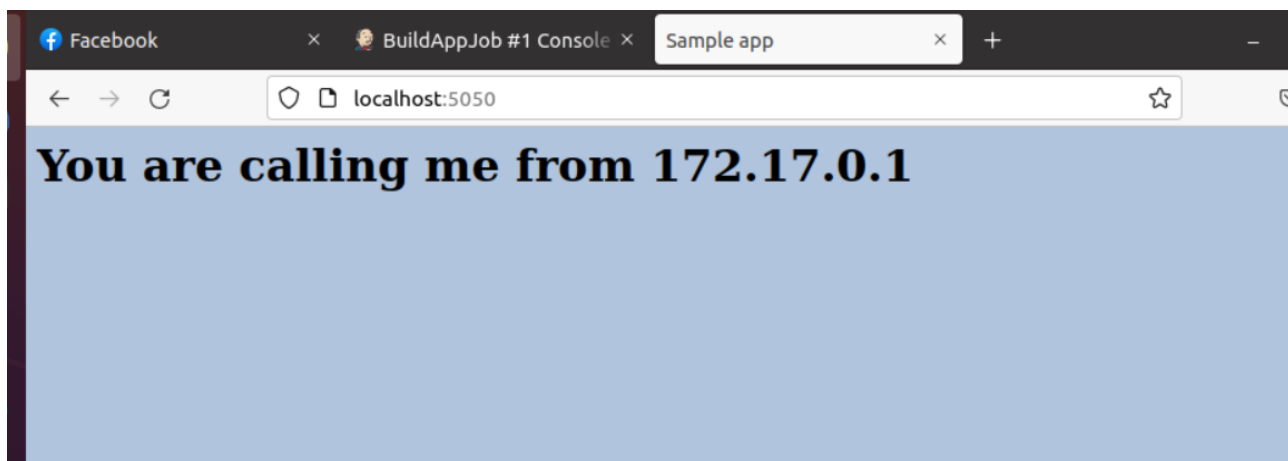 Facebook
BuildAppJob #1 Console
Sample app
localhost:5050
You are calling me from 172.17.0.1